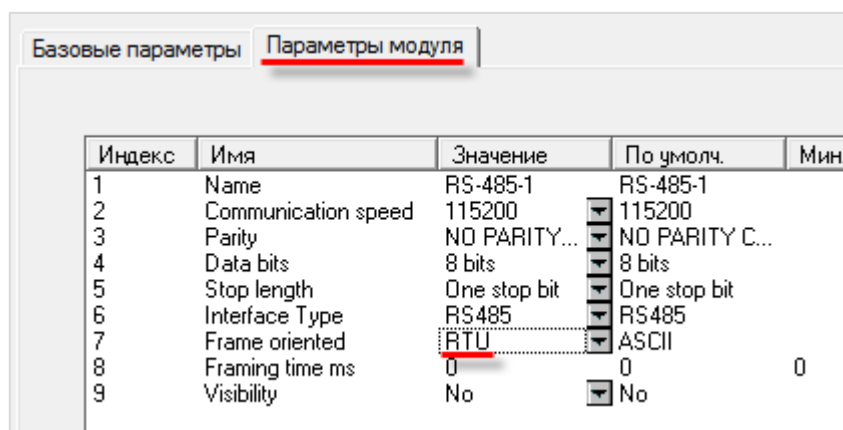 Базовые параметры Параметры модуля
Индекс Имя Значение По умолч. Мин.
1 Name RS-485-1 RS-485-1
2 Communication speed 115200 115200
3 Parity NO PARITY... NO PARITY C...
4 Data bits 8 bits 8 bits
5 Stop length One stop bit One stop bit
6 Interface Type RS485 RS485
7 Frame oriented RTU ASCII
8 Framing time ms 0 0 0
9 Visibility No No